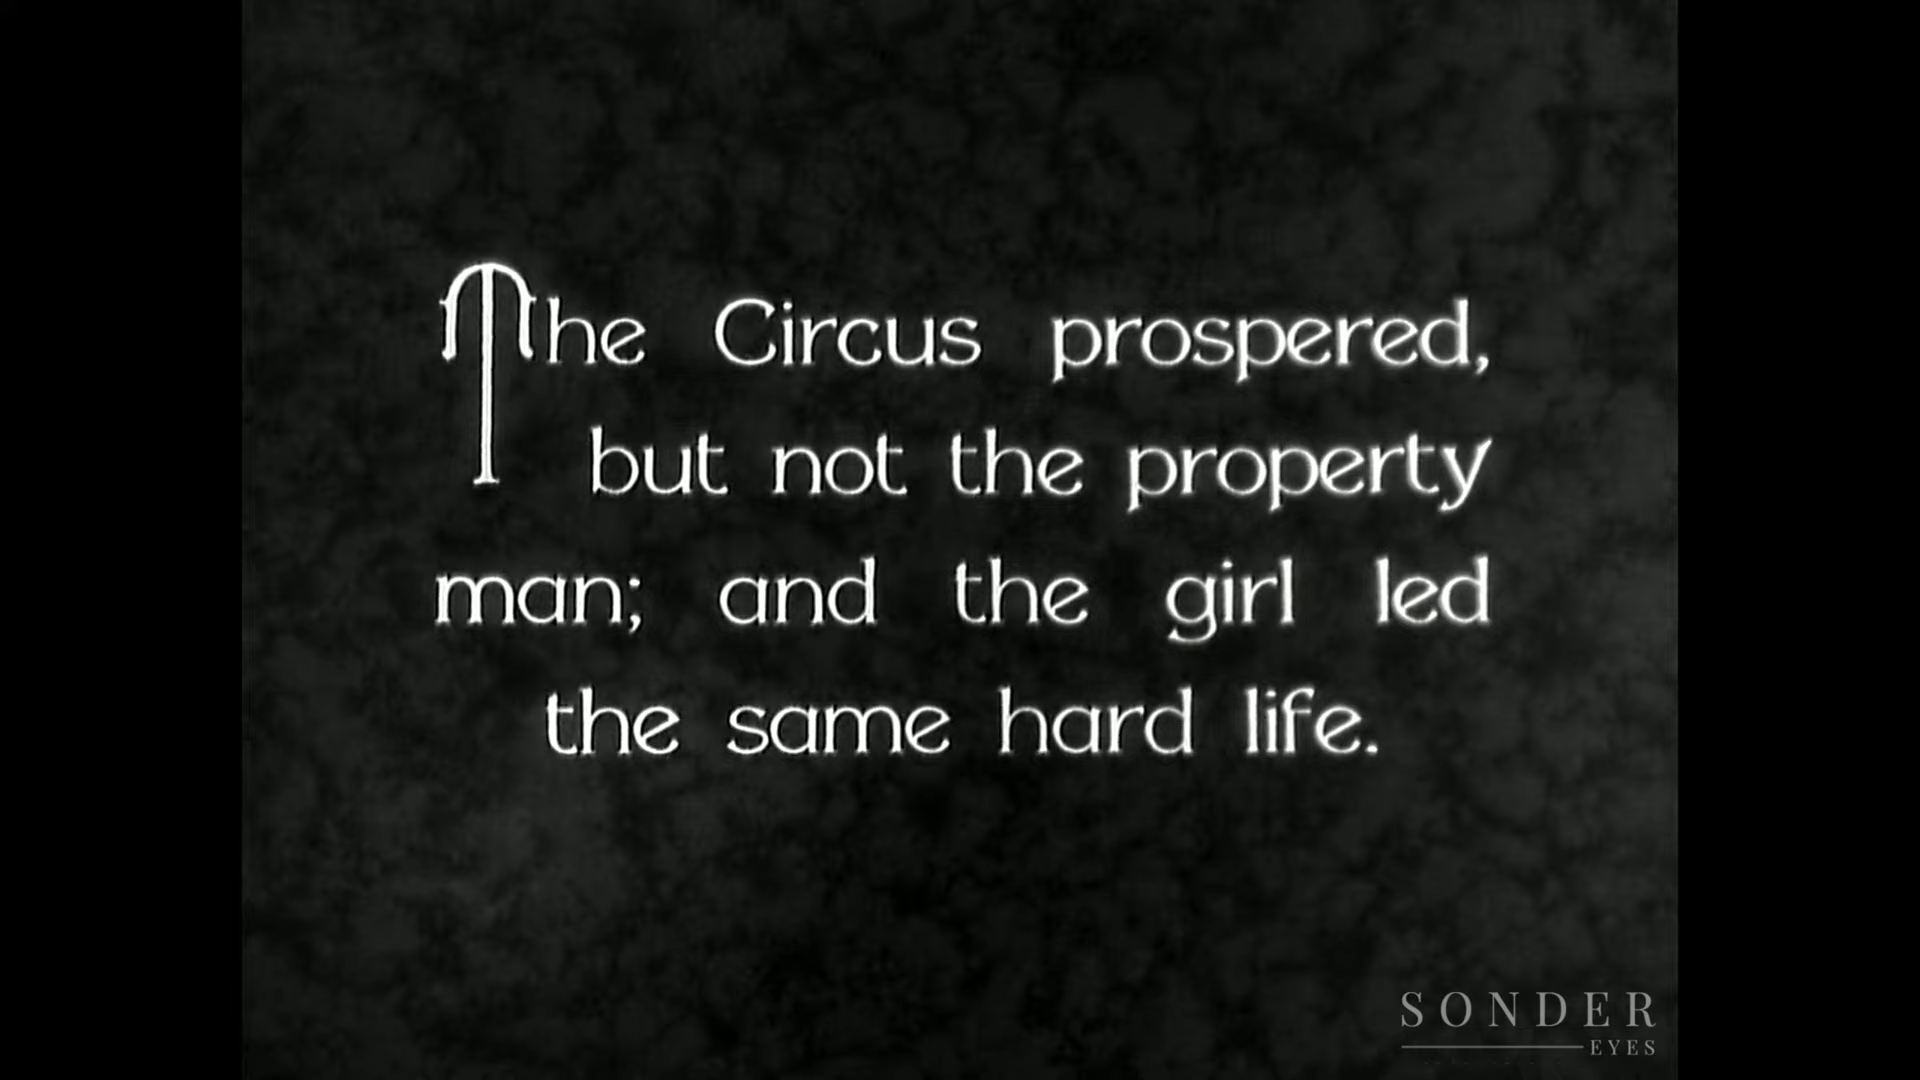 The Circus prospered,
but not the property
man; and the girl led
the same hard life.
SONDER
EYES